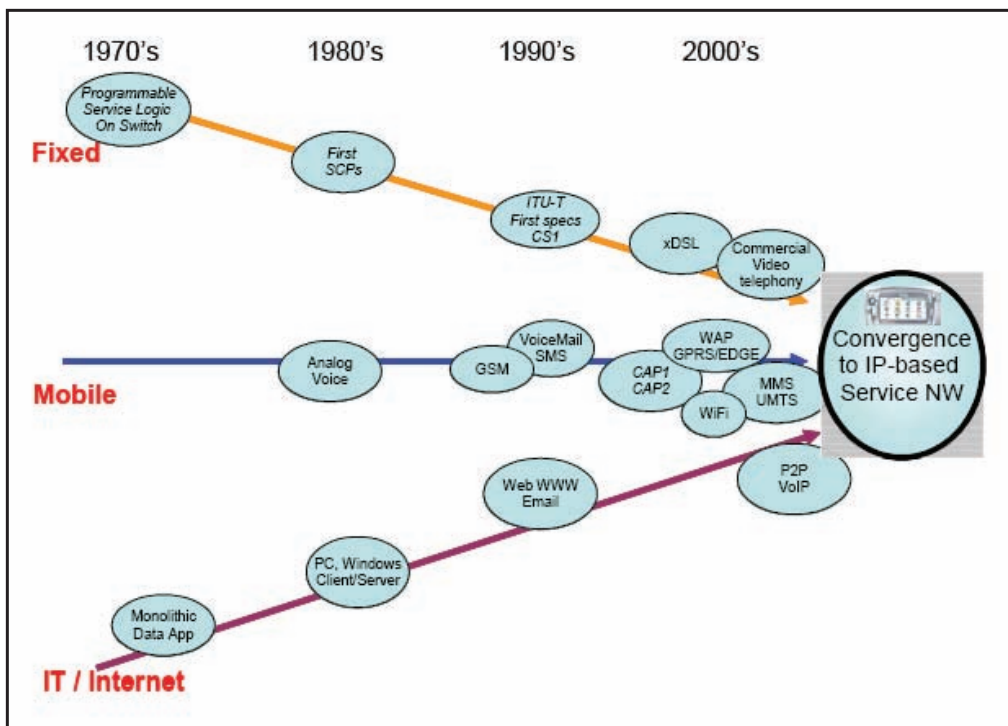 1970's 1980's 1990's 2000's
Programmable
Service Logic
On Switch
Fixed
First
SCPs
ITU-T
First specs
CS1
xDSL
Commercial
Video
telephony
Convergence
to IP-based
Service NW
Mobile
Analog
Voice
GSM
VoiceMail
SMS
CAP1
CAP2
WAP
GPRS/EDGE
WiFi
MMS
UMTS
P2P
VoIP
Web WWW
Email
PC, Windows
Client/Server
Monolithic
Data App
IT / Internet